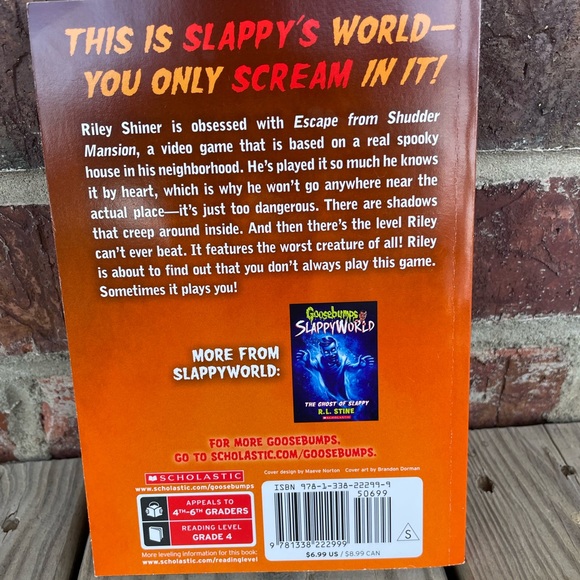 THIS IS SLAPPY'S WORLD—
YOU ONLY SCREAM IN IT!
Riley Shiner is obsessed with Escape from Shudder
Mansion, a video game that is based on a real spooky
house in his neighborhood. He's played it so much he knows
it by heart, which is why he won't go anywhere near the
actual place—it's just too dangerous. There are shadows
that creep around inside. And then there's the level Riley
can't ever beat. It features the worst creature of all! Riley
is about to find out that you don't always play this game.
Sometimes it plays you!
MORE FROM
SLAPPYWORLD:
Goosebumps
SLAPPYWORLD
THE GHOST OF SLAPPY
R.L. STINE
SCHOLASTIC
FOR MORE GOOSEBUMPS,
GO TO SCHOLASTIC.COM/GOOSEBUMPS.
SCHOLASTIC
www.scholastic.com/goosebumps
Cover design by Maeve Norton Cover art by Brandon Dorman
APPEALS TO
4TH–6TH GRADERS
READING LEVEL
GRADE 4
More leveling information for this book:
www.scholastic.com/readinglevel
ISBN 978-1-338-22299-9
50699
9 781338 222999
$6.99 US / $8.99 CAN
S